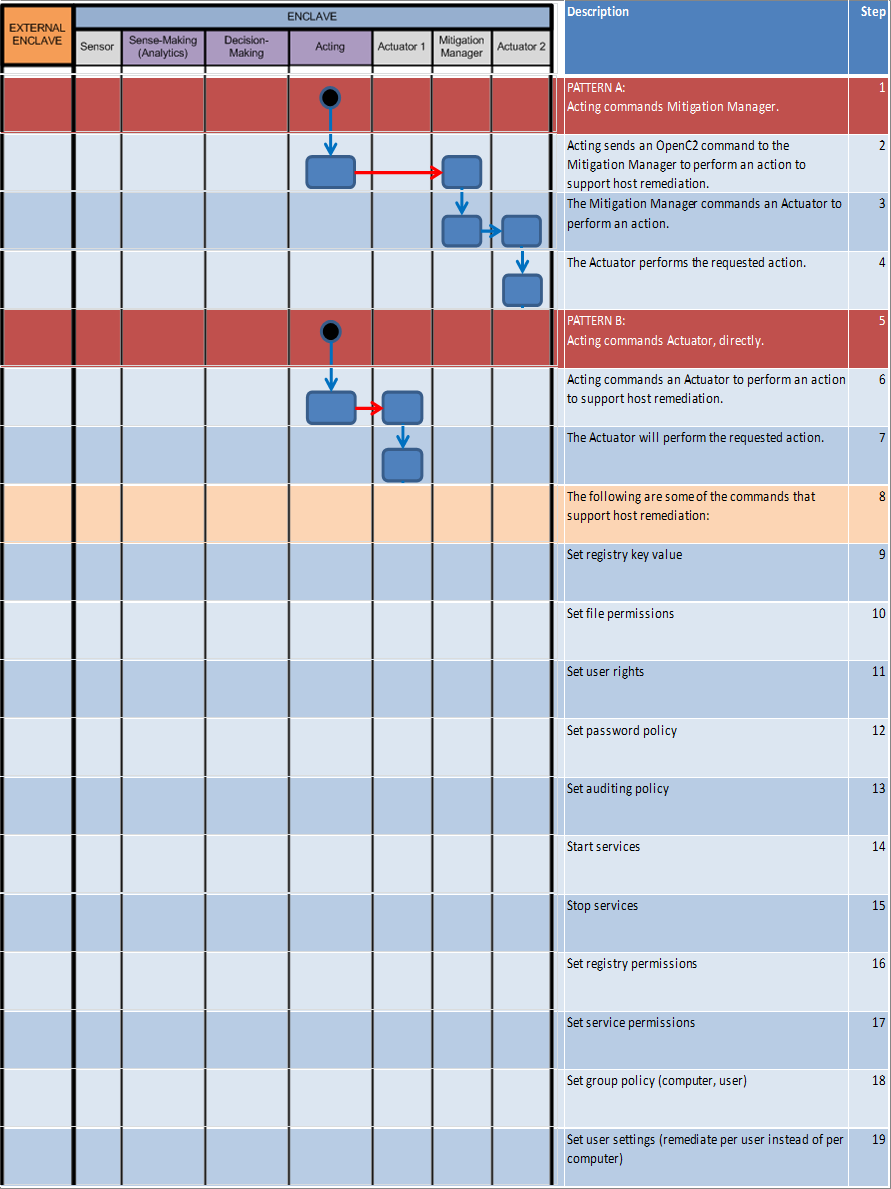 EXTERNAL
ENCLAVE
ENCLAVE
Sensor
Sense-Making
(Analytics)
Decision-
Making
Acting
Actuator 1
Mitigation
Manager
Actuator 2
Description
Step
PATTERN A:
1
Acting commands Mitigation Manager.
Acting sends an OpenC2 command to the
2
Mitigation Manager to perform an action to
support host remediation.
The Mitigation Manager commands an Actuator to
3
perform an action.
The Actuator performs the requested action.
4
PATTERN B:
5
Acting commands Actuator, directly.
Acting commands an Actuator to perform an action
6
to support host remediation.
The Actuator will perform the requested action.
7
The following are some of the commands that
8
support host remediation:
Set registry key value
9
Set file permissions
10
Set user rights
11
Set password policy
12
Set auditing policy
13
Start services
14
Stop services
15
Set registry permissions
16
Set service permissions
17
Set group policy (computer, user)
18
Set user settings (remediate per user instead of per
19
computer)